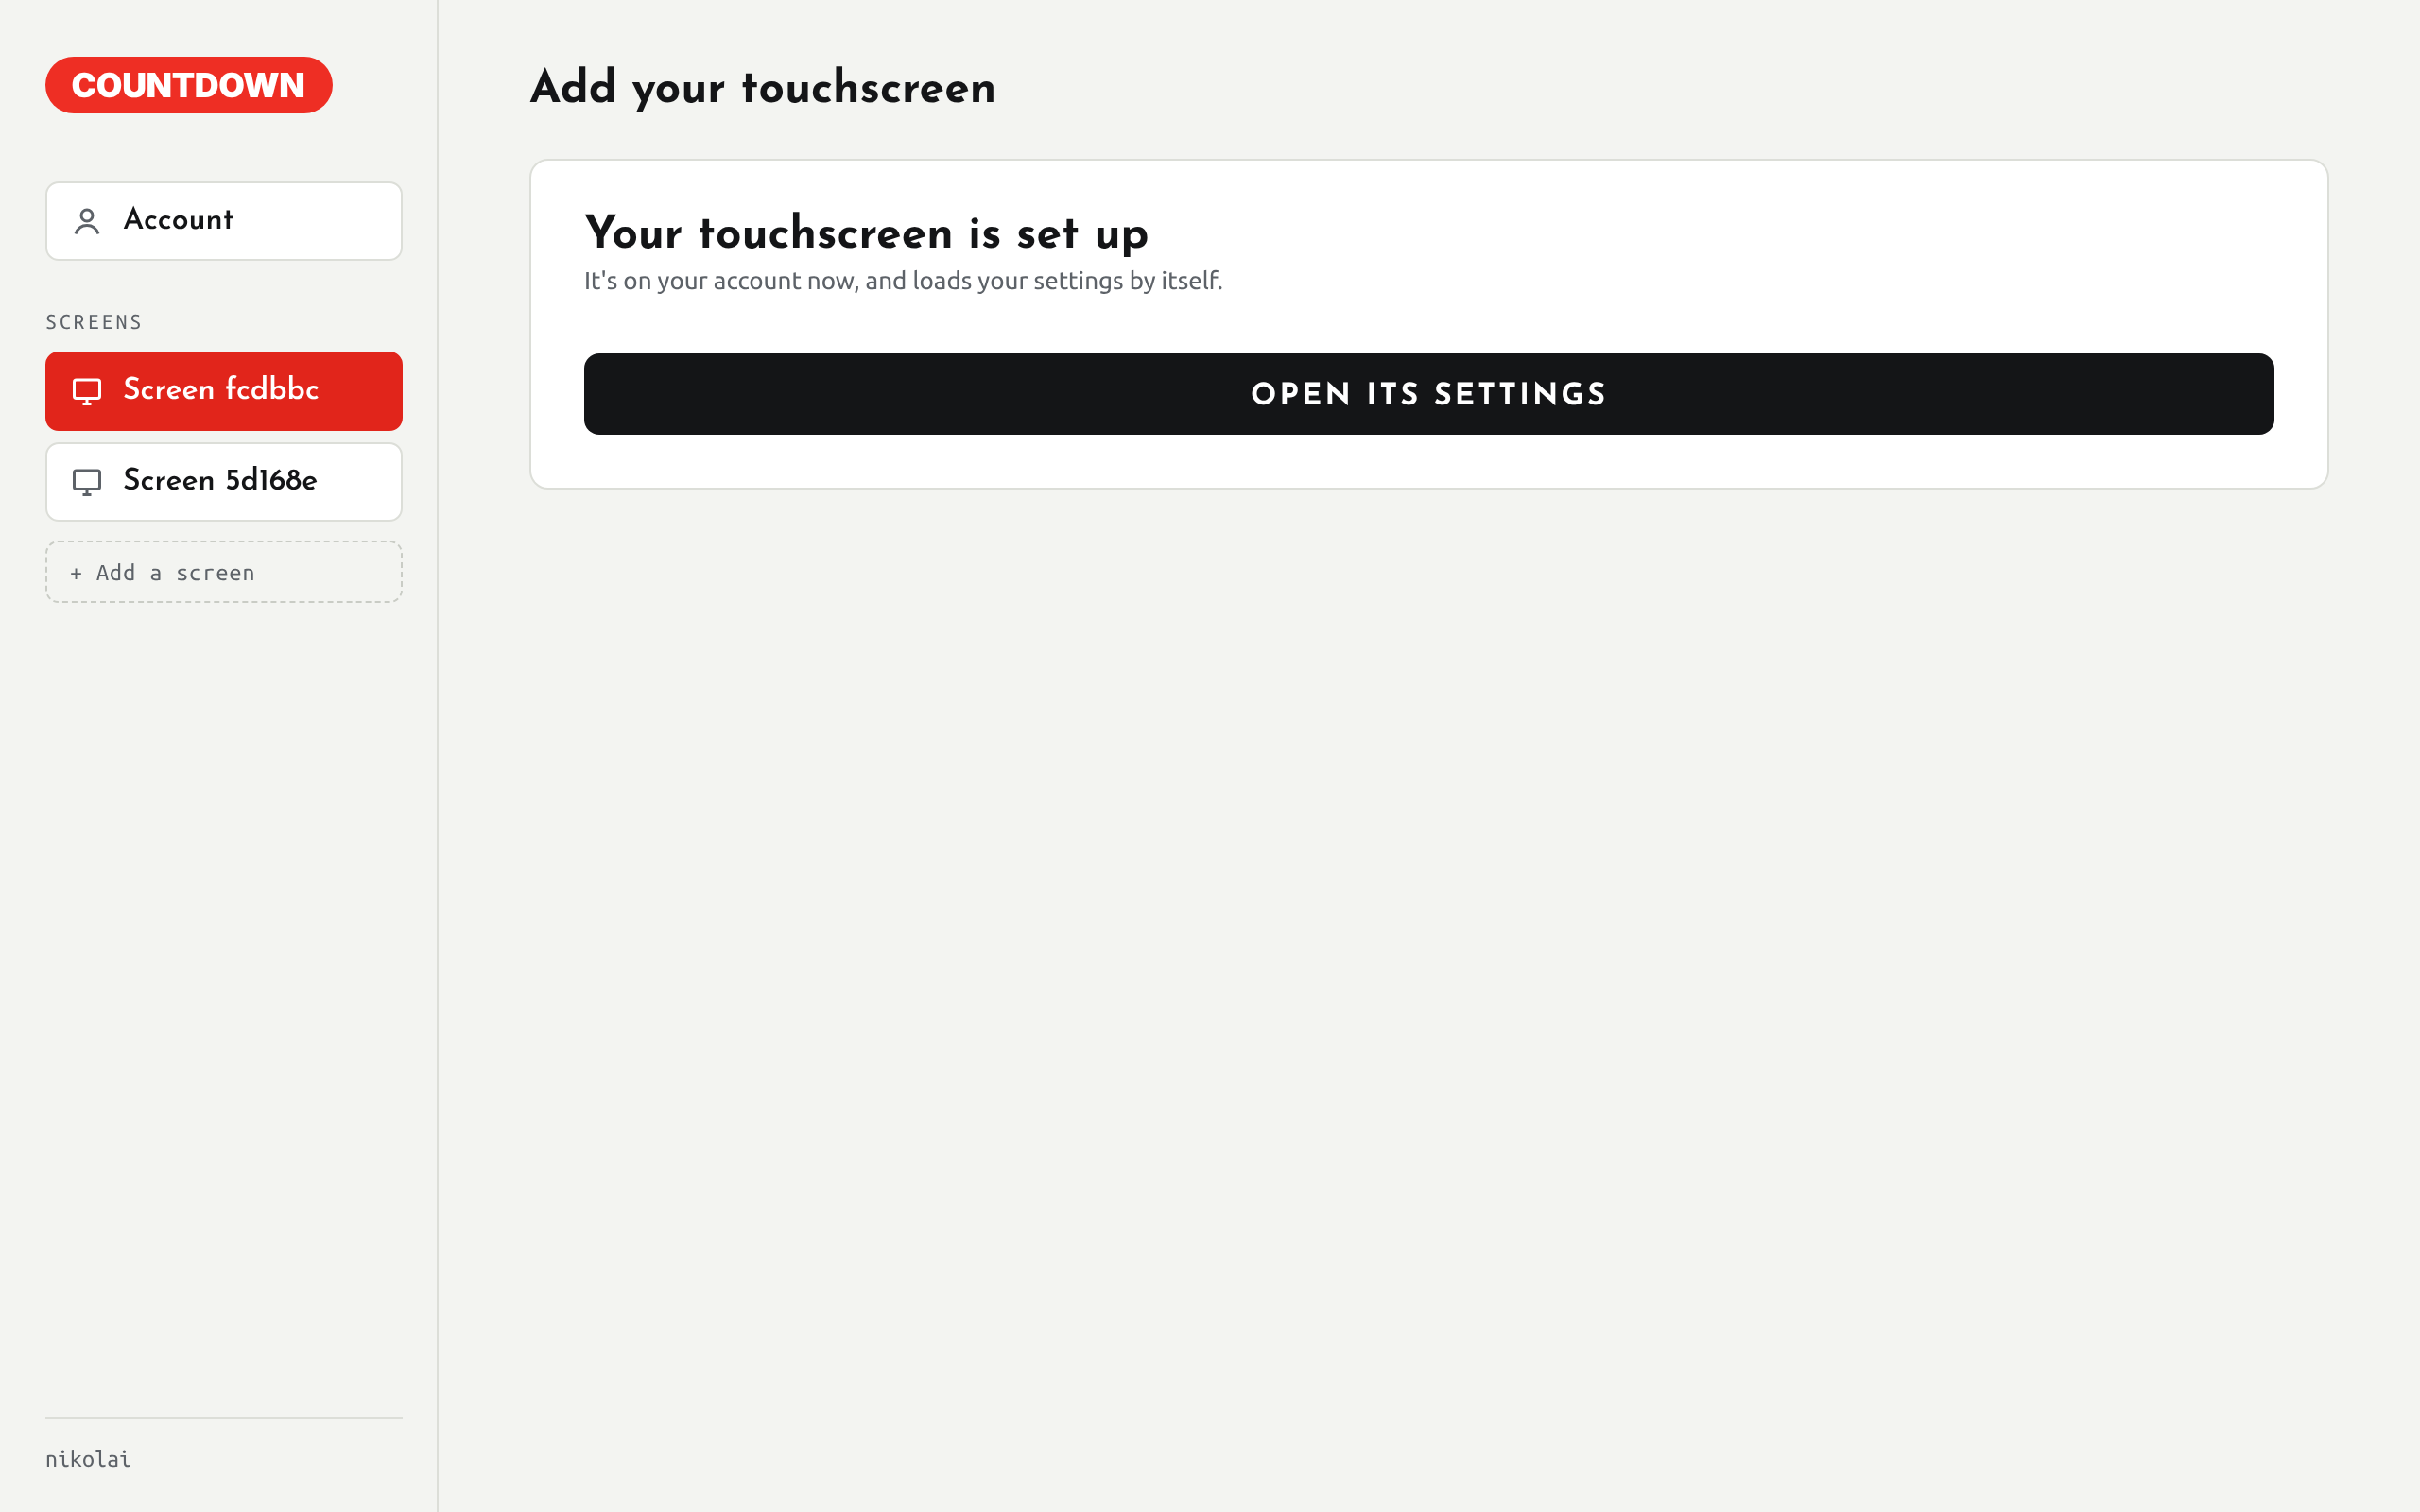 COUNTDOWN
Account
SCREENS
Screen fcdbbc
Screen 5d168e
+ Add a screen
nikolai
Add your touchscreen
Your touchscreen is set up
It's on your account now, and loads your settings by itself.
OPEN ITS SETTINGS